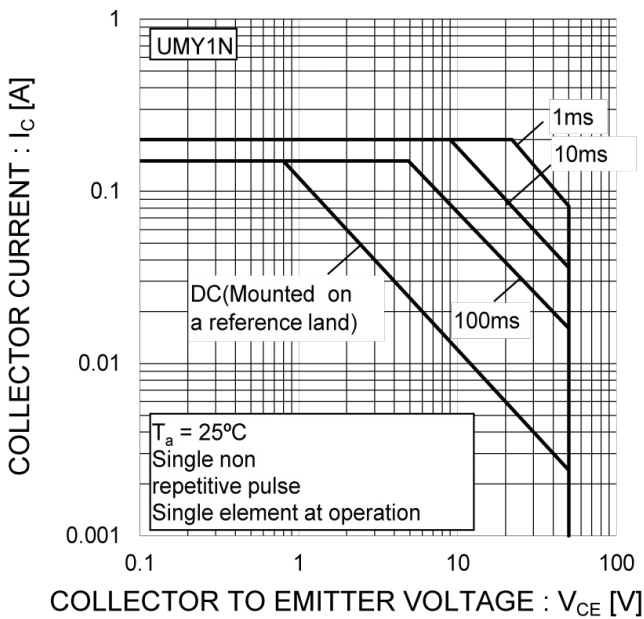 1
UMY1N
1ms
10ms
0.1
DC(Mounted on
a reference land)
100ms
0.01
Ta = 25ºC
Single non
repetitive pulse
Single element at operation
0.001
0.1
1
10
100
COLLECTOR CURRENT : IC [A]
COLLECTOR TO EMITTER VOLTAGE : VCE [V]